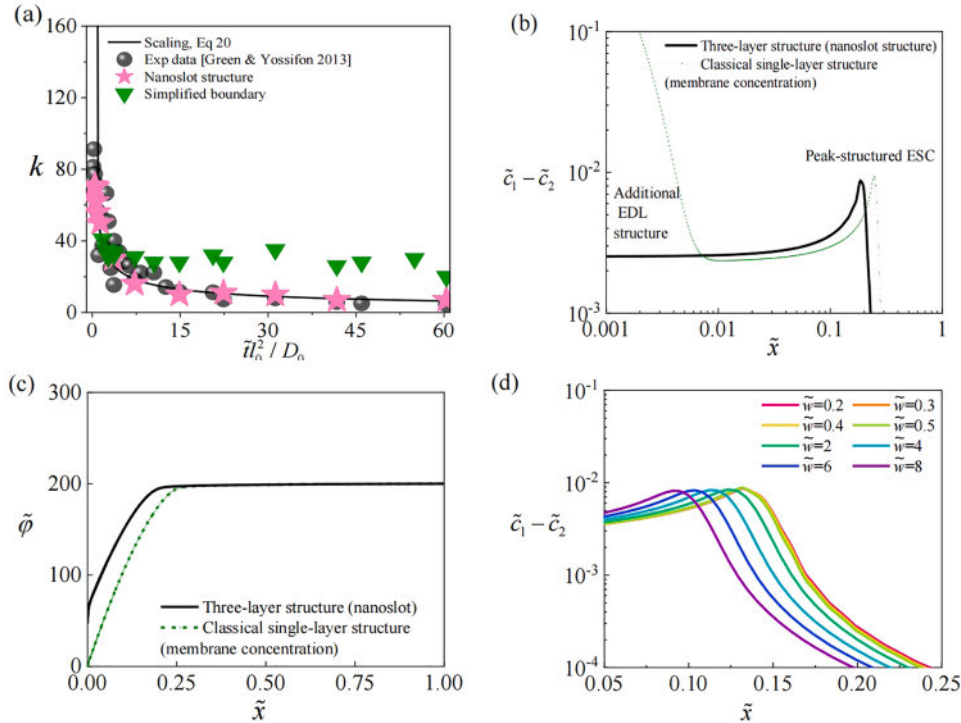 (a)
160
120
80
40
0
k
Scaling, Eq 20
Exp data [Green & Yossifon 2013]
Nanoslot structure
Simplified boundary
0 15 30 45 60
t̃l₀² / D₀
(b)
10⁻¹
10⁻²
10⁻³
c̃₁ − c̃₂
Three-layer structure (nanoslot structure)
Classical single-layer structure
(membrane concentration)
Peak-structured ESC
Additional
EDL
structure
0.001 0.01 0.1 1
x̃
(c)
300
200
100
0
φ̃
Three-layer structure (nanoslot)
Classical single-layer structure
(membrane concentration)
0.00 0.25 0.50 0.75 1.00
x̃
(d)
10⁻¹
10⁻²
10⁻³
10⁻⁴
c̃₁ − c̃₂
w̃=0.2 w̃=0.3
w̃=0.4 w̃=0.5
w̃=2 w̃=4
w̃=6 w̃=8
0.05 0.10 0.15 0.20 0.25
x̃